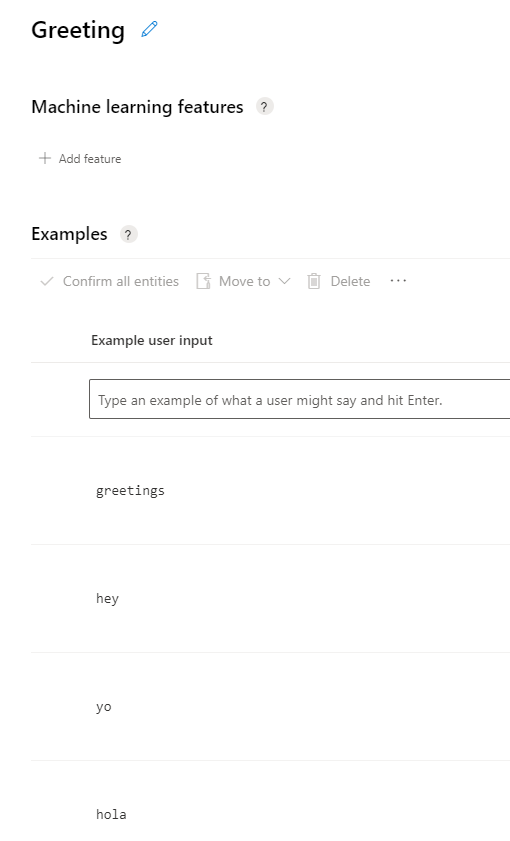 Greeting
Machine learning features ?
+ Add feature
Examples ?
Confirm all entities Move to Delete ...
Example user input
Type an example of what a user might say and hit Enter.
greetings
hey
yo
hola